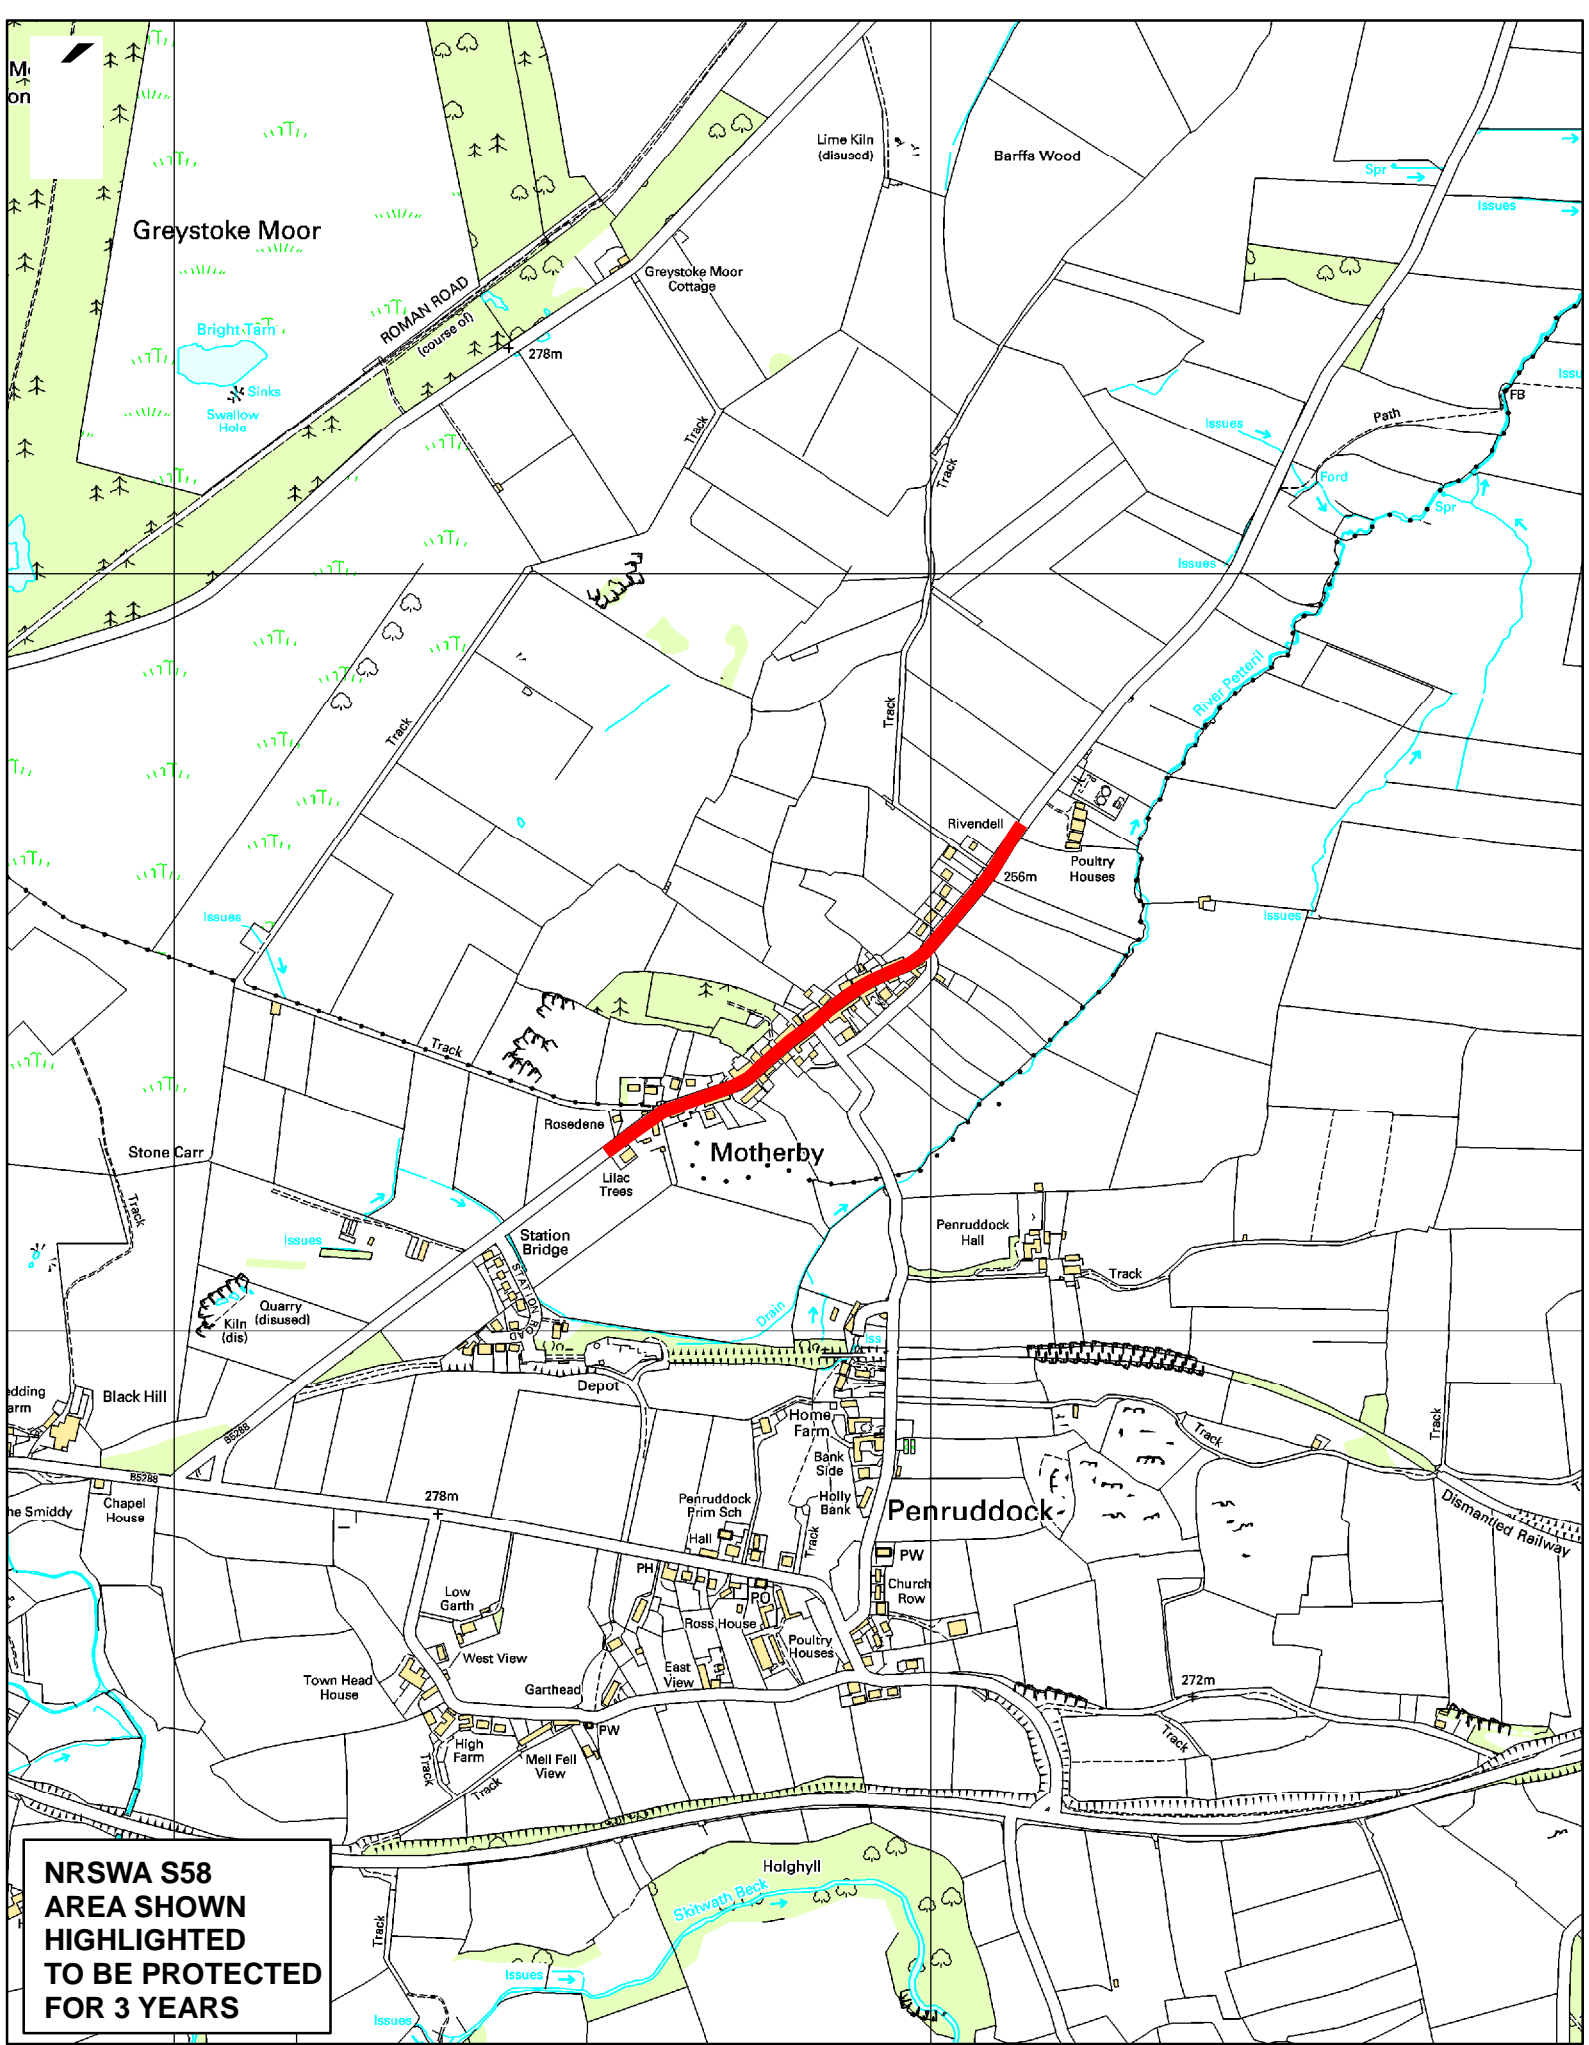 Greystoke Moor
Lime Kiln
(disused)
Barffs Wood
Spr
Issues
Greystoke Moor
Cottage
ROMAN ROAD
(course of)
278m
Bright Tarn
Sinks
Swallow
Hole
Track
Track
Issues
Path
FB
Ford
Spr
Issues
River Petteril
Track
Track
Rivendell
256m
Poultry
Houses
Issues
Issues
Track
Rosedene
Motherby
Lilac
Trees
Stone Carr
Track
Issues
Station
Bridge
STATION ROAD
Penruddock
Hall
Track
Quarry
(disused)
Kiln
(dis)
Drain
Iss
Depot
Black Hill
B5288
B5288
Home
Farm
Bank
Side
Holly
Bank
Track
Track
Dismantled Railway
Chapel
House
278m
Penruddock
Prim Sch
Hall
Track
Penruddock
PW
Church
Row
PH
PO
Ross House
Poultry
Houses
Low
Garth
West View
East
View
Town Head
House
Garthead
272m
Track
PW
High
Farm
Mell Fell
View
Track
Track
Holghyll
Skitwath Beck
Track
Issues
Issues
NRSWA S58
AREA SHOWN
HIGHLIGHTED
TO BE PROTECTED
FOR 3 YEARS